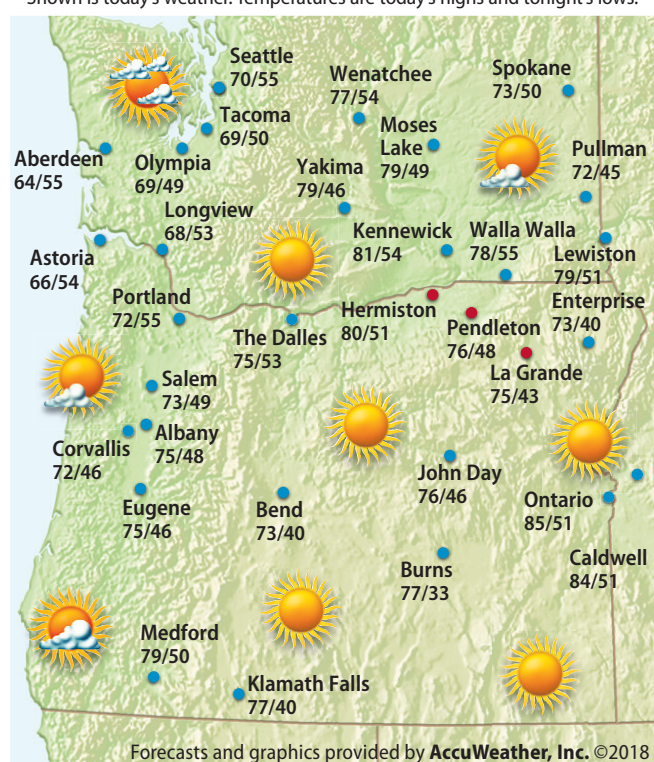 Shown is today's weather. Temperatures are today's highs and tonight's lows.
Seattle
70/55
Wenatchee
77/54
Spokane
73/50
Tacoma
69/50
Moses
Lake
79/49
Pullman
72/45
Aberdeen
64/55
Olympia
69/49
Yakima
79/46
Longview
68/53
Kennewick
81/54
Walla Walla
78/55
Lewiston
79/51
Astoria
66/54
Portland
72/55
The Dalles
75/53
Hermiston
80/51
Pendleton
76/48
Enterprise
73/40
La Grande
75/43
Salem
73/49
Albany
75/48
Corvallis
72/46
John Day
76/46
Eugene
75/46
Bend
73/40
Ontario
85/51
Burns
77/33
Caldwell
84/51
Medford
79/50
Klamath Falls
77/40
Forecasts and graphics provided by AccuWeather, Inc. ©2018